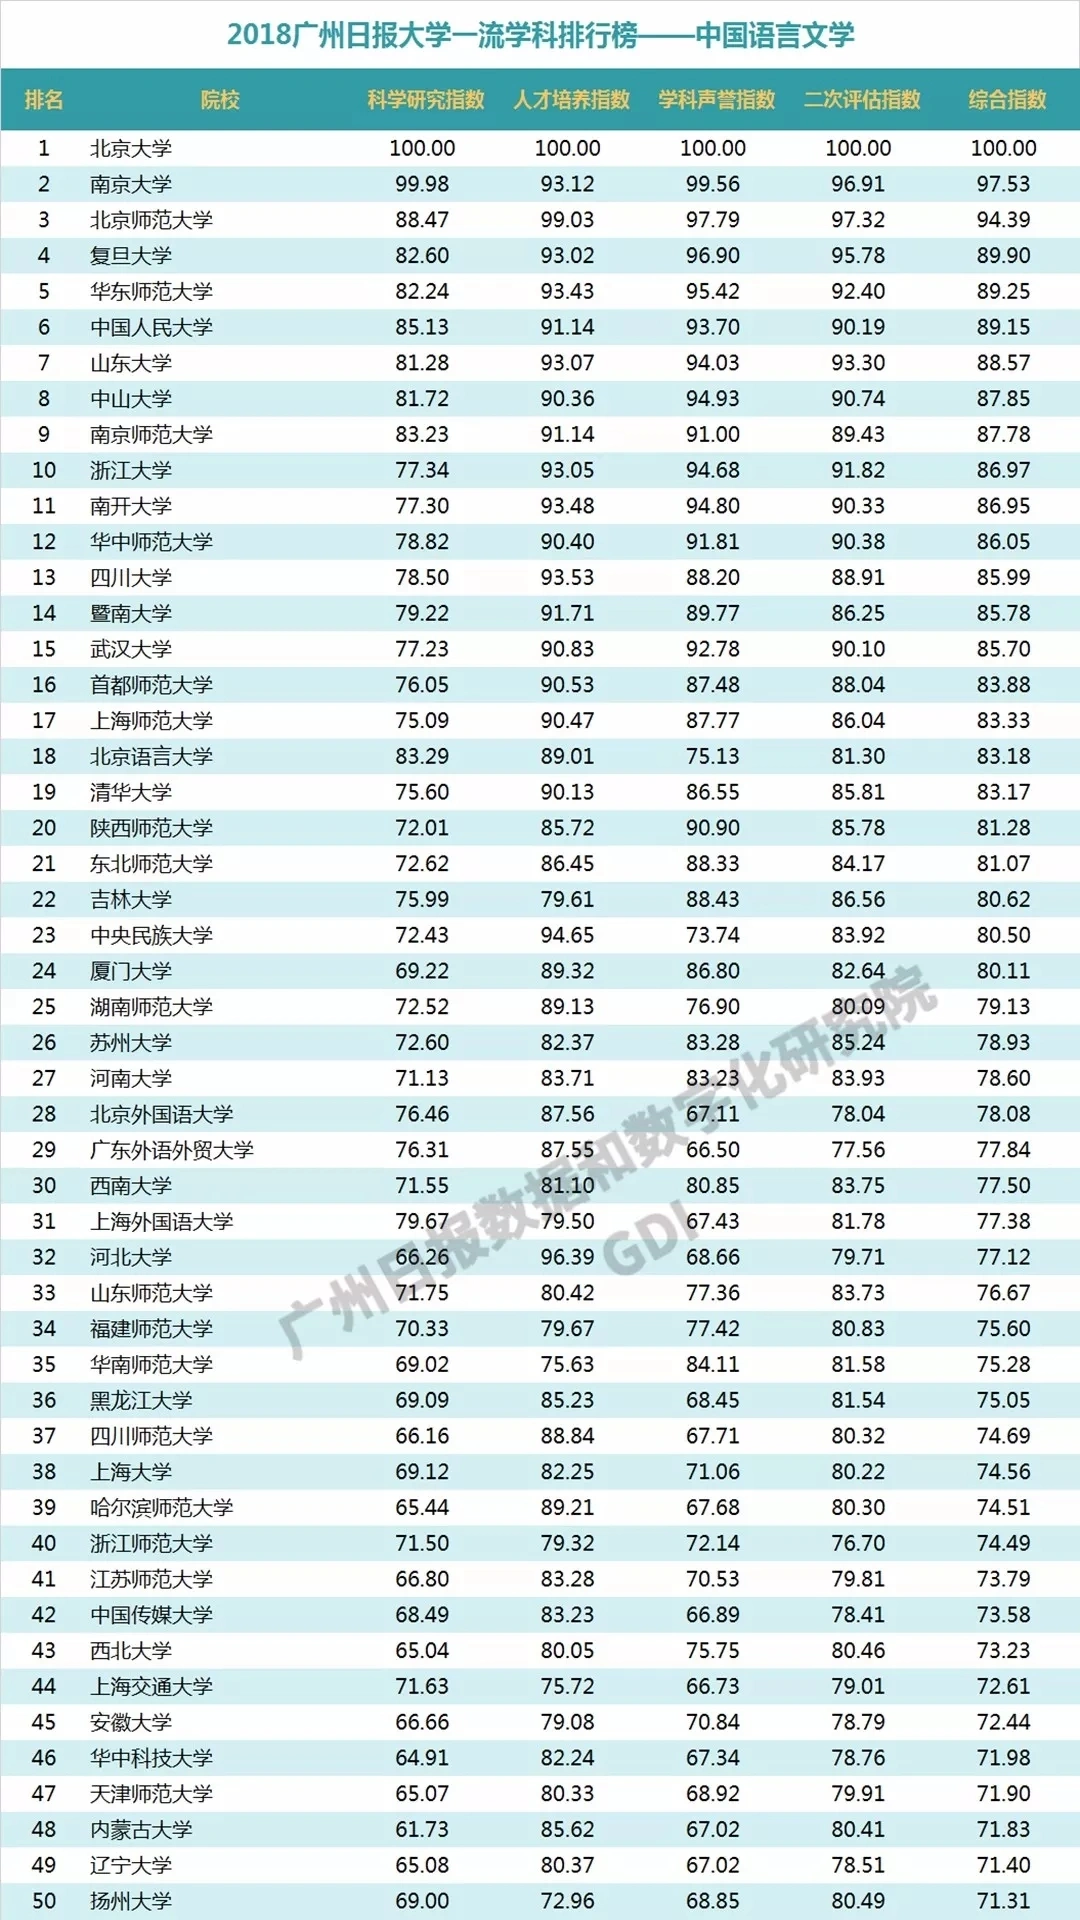 2018广州日报大学一流学科排行榜——中国语言文学
排名 院校 科学研究指数 人才培养指数 学科声誉指数 二次评估指数 综合指数
1 北京大学 100.00 100.00 100.00 100.00 100.00
2 南京大学 99.98 93.12 99.56 96.91 97.53
3 北京师范大学 88.47 99.03 97.79 97.32 94.39
4 复旦大学 82.60 93.02 96.90 95.78 89.90
5 华东师范大学 82.24 93.43 95.42 92.40 89.25
6 中国人民大学 85.13 91.14 93.70 90.19 89.15
7 山东大学 81.28 93.07 94.03 93.30 88.57
8 中山大学 81.72 90.36 94.93 90.74 87.85
9 南京师范大学 83.23 91.14 91.00 89.43 87.78
10 浙江大学 77.34 93.05 94.68 91.82 86.97
11 南开大学 77.30 93.48 94.80 90.33 86.95
12 华中师范大学 78.82 90.40 91.81 90.38 86.05
13 四川大学 78.50 93.53 88.20 88.91 85.99
14 暨南大学 79.22 91.71 89.77 86.25 85.78
15 武汉大学 77.23 90.83 92.78 90.10 85.70
16 首都师范大学 76.05 90.53 87.48 88.04 83.88
17 上海师范大学 75.09 90.47 87.77 86.04 83.33
18 北京语言大学 83.29 89.01 75.13 81.30 83.18
19 清华大学 75.60 90.13 86.55 85.81 83.17
20 陕西师范大学 72.01 85.72 90.90 85.78 81.28
21 东北师范大学 72.62 86.45 88.33 84.17 81.07
22 吉林大学 75.99 79.61 88.43 86.56 80.62
23 中央民族大学 72.43 94.65 73.74 83.92 80.50
24 厦门大学 69.22 89.32 86.80 82.64 80.11
25 湖南师范大学 72.52 89.13 76.90 80.09 79.13
26 苏州大学 72.60 82.37 83.28 85.24 78.93
27 河南大学 71.13 83.71 83.23 83.93 78.60
28 北京外国语大学 76.46 87.56 67.11 78.04 78.08
29 广东外语外贸大学 76.31 87.55 66.50 77.56 77.84
30 西南大学 71.55 81.10 80.85 83.75 77.50
31 上海外国语大学 79.67 79.50 67.43 81.78 77.38
32 河北大学 66.26 96.39 68.66 79.71 77.12
33 山东师范大学 71.75 80.42 77.36 83.73 76.67
34 福建师范大学 70.33 79.67 77.42 80.83 75.60
35 华南师范大学 69.02 75.63 84.11 81.58 75.28
36 黑龙江大学 69.09 85.23 68.45 81.54 75.05
37 四川师范大学 66.16 88.84 67.71 80.32 74.69
38 上海大学 69.12 82.25 71.06 80.22 74.56
39 哈尔滨师范大学 65.44 89.21 67.68 80.30 74.51
40 浙江师范大学 71.50 79.32 72.14 76.70 74.49
41 江苏师范大学 66.80 83.28 70.53 79.81 73.79
42 中国传媒大学 68.49 83.23 66.89 78.41 73.58
43 西北大学 65.04 80.05 75.75 80.46 73.23
44 上海交通大学 71.63 75.72 66.73 79.01 72.61
45 安徽大学 66.66 79.08 70.84 78.79 72.44
46 华中科技大学 64.91 82.24 67.34 78.76 71.98
47 天津师范大学 65.07 80.33 68.92 79.91 71.90
48 内蒙古大学 61.73 85.62 67.02 80.41 71.83
49 辽宁大学 65.08 80.37 67.02 78.51 71.40
50 扬州大学 69.00 72.96 68.85 80.49 71.31
广州日报数据和数字化研究院
GDI